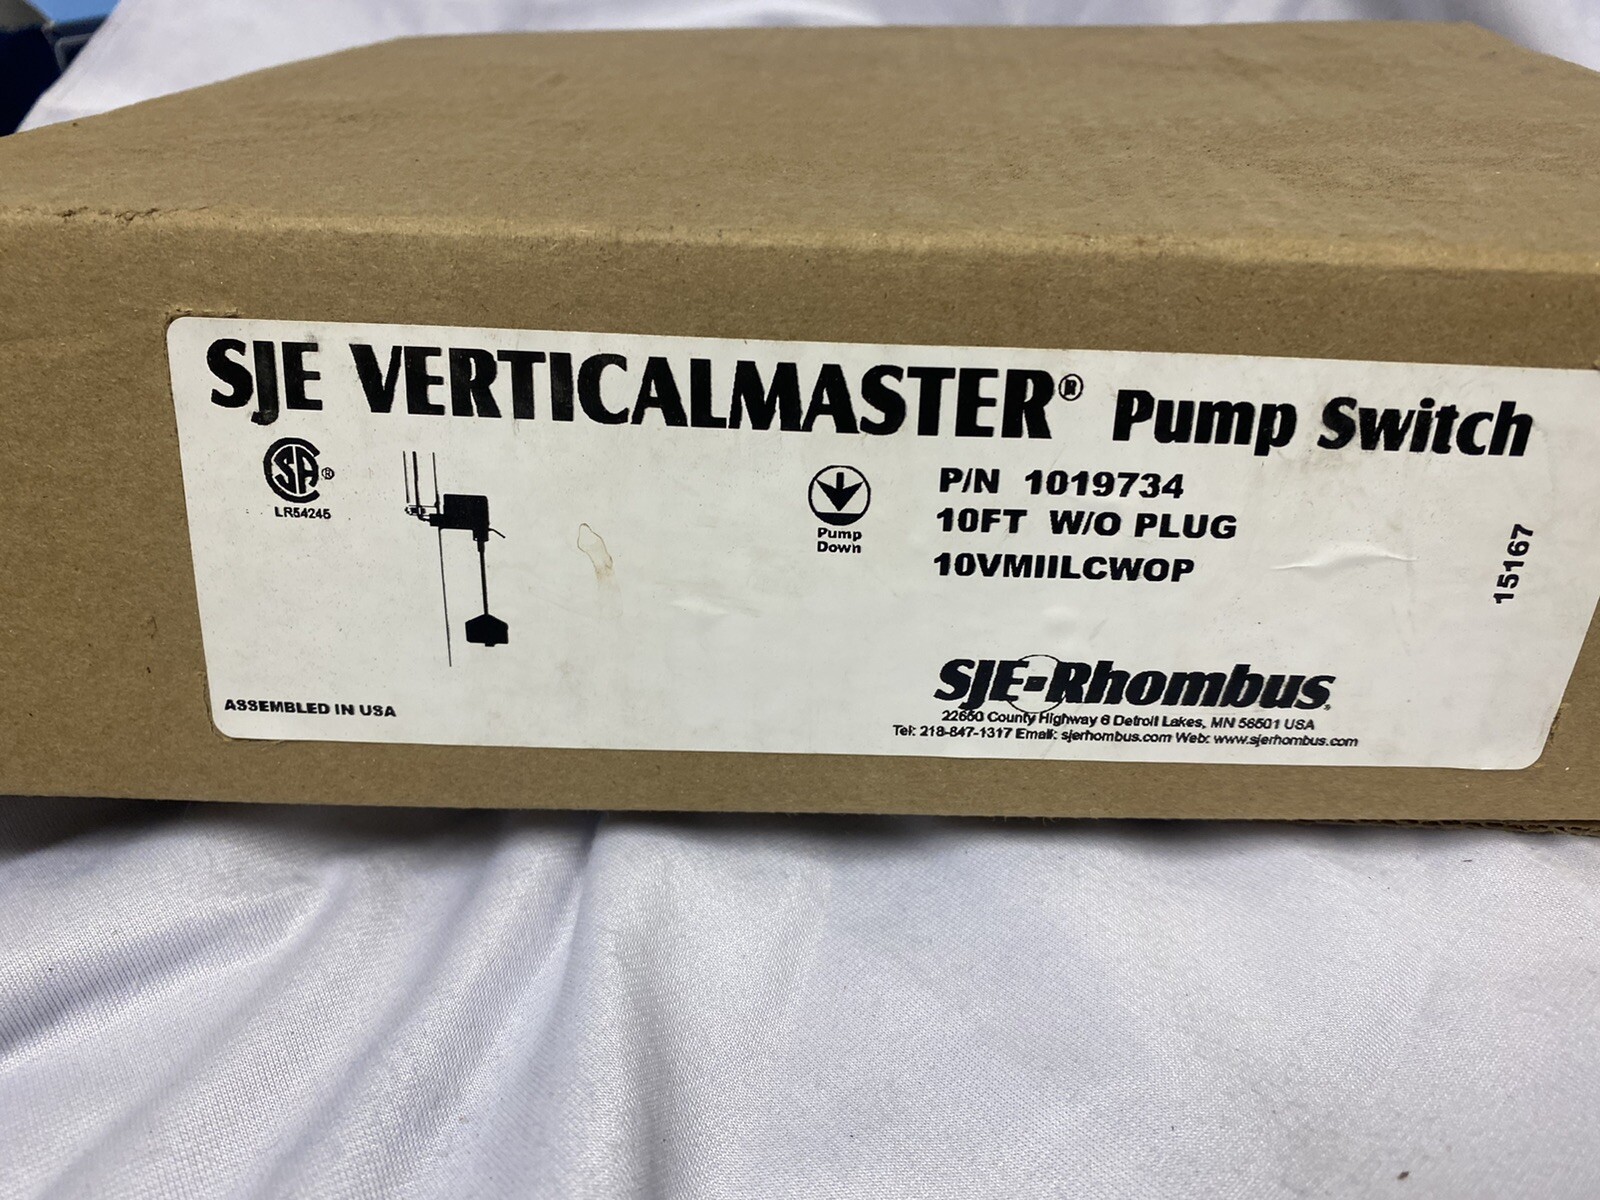 SJE VERTICALMASTER® Pump Switch
SA®
LR54245
Pump
Down
P/N 1019734
10FT W/O PLUG
10VMIILCWOP
15167
SJE-Rhombus®
22650 County Highway 6 Detroit Lakes, MN 56501 USA
Tel: 218-847-1317 Email: sjerhombus.com Web: www.sjerhombus.com
ASSEMBLED IN USA